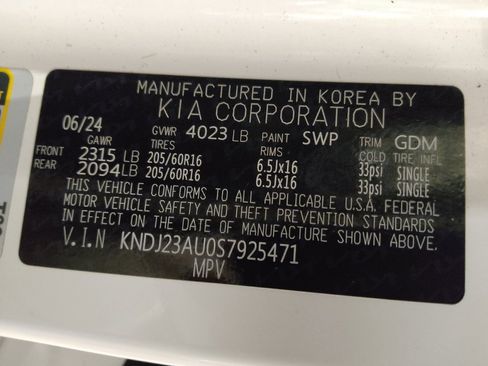 MANUFACTURED IN KOREA BY
KIA CORPORATION
06/24 GVWR 4023 LB PAINT SWP TRIM GDM
GAWR TIRES RIMS COLD TIRE INFL
FRONT 2315 LB 205/60R16 6.5Jx16 33psi SINGLE
REAR 2094 LB 205/60R16 6.5Jx16 33psi SINGLE
THIS VEHICLE CONFORMS TO ALL APPLICABLE U.S.A. FEDERAL
MOTOR VEHICLE SAFETY AND THEFT PREVENTION STANDARDS
IN EFFECT ON THE DATE OF MANUFACTURE SHOWN ABOVE.
V.I.N KNDJ23AU0S7925471
MPV